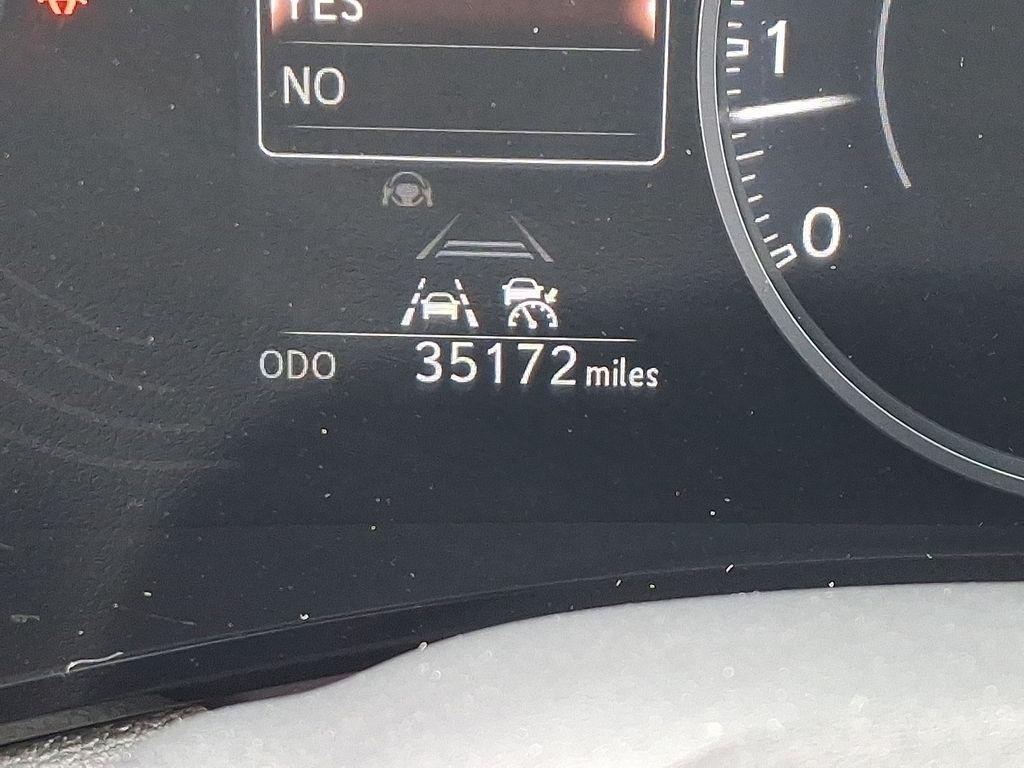 YES
NO
1
0
ODO 35172 miles